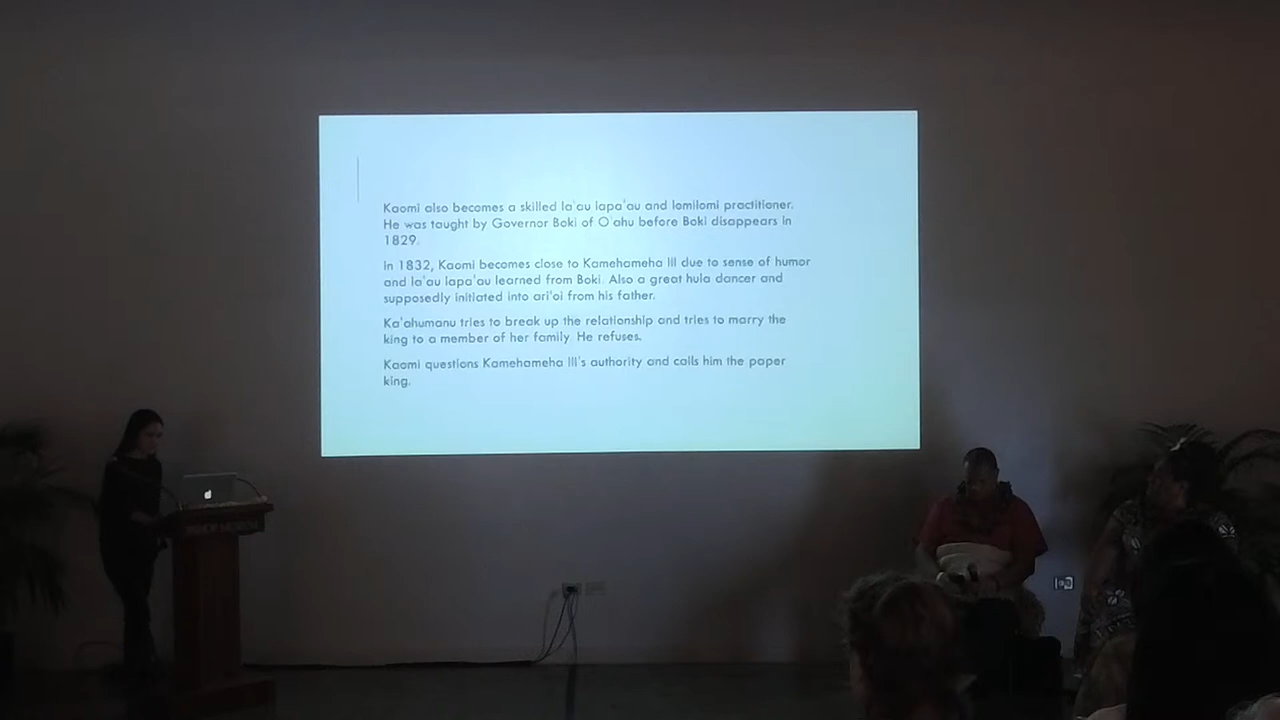 Kaomi also becomes a skilled la'au lapa'au and lomilomi practitioner.
He was taught by Governor Boki of O'ahu before Boki disappears in
1829.
In 1832, Kaomi becomes close to Kamehameha III due to sense of humor
and la'au lapa'au learned from Boki. Also a great hula dancer and
supposedly initiated into ari'oi from his father.
Ka'ahumanu tries to break up the relationship and tries to marry the
king to a member of her family. He refuses.
Kaomi questions Kamehameha III's authority and calls him the paper
king.